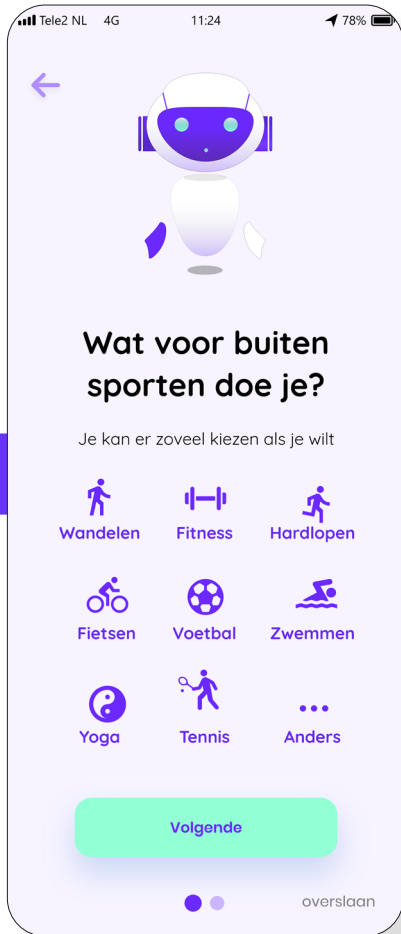 Tele2 NL 4G 11:24 78%
Wat voor buiten
sporten doe je?
Je kan er zoveel kiezen als je wilt
Wandelen Fitness Hardlopen
Fietsen Voetbal Zwemmen
Yoga Tennis Anders
Volgende
overslaan